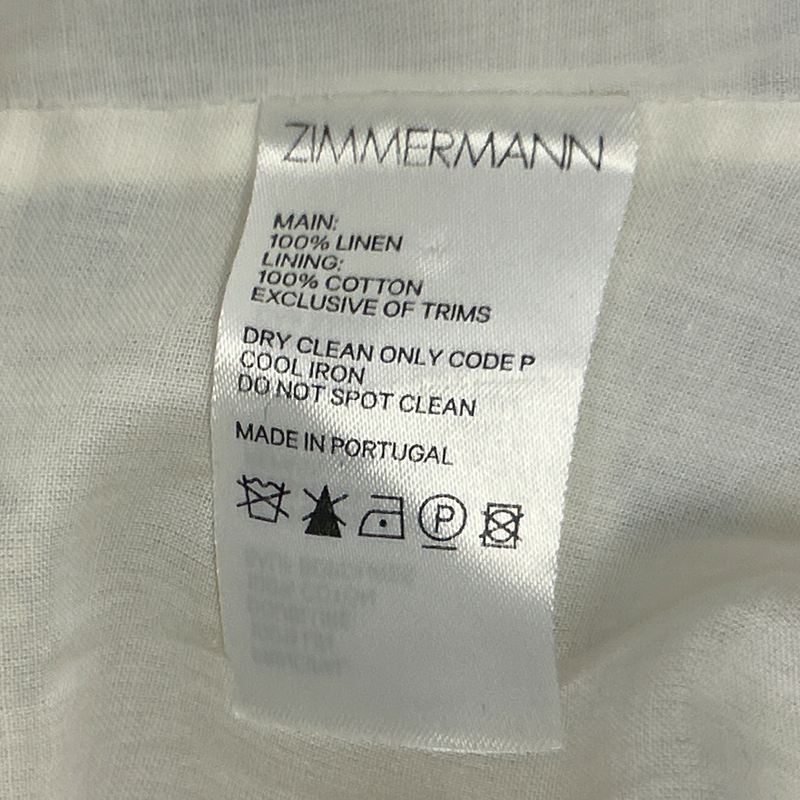 ZIMMERMANN
MAIN:
100% LINEN
LINING:
100% COTTON
EXCLUSIVE OF TRIMS
DRY CLEAN ONLY CODE P
COOL IRON
DO NOT SPOT CLEAN
MADE IN PORTUGAL
P